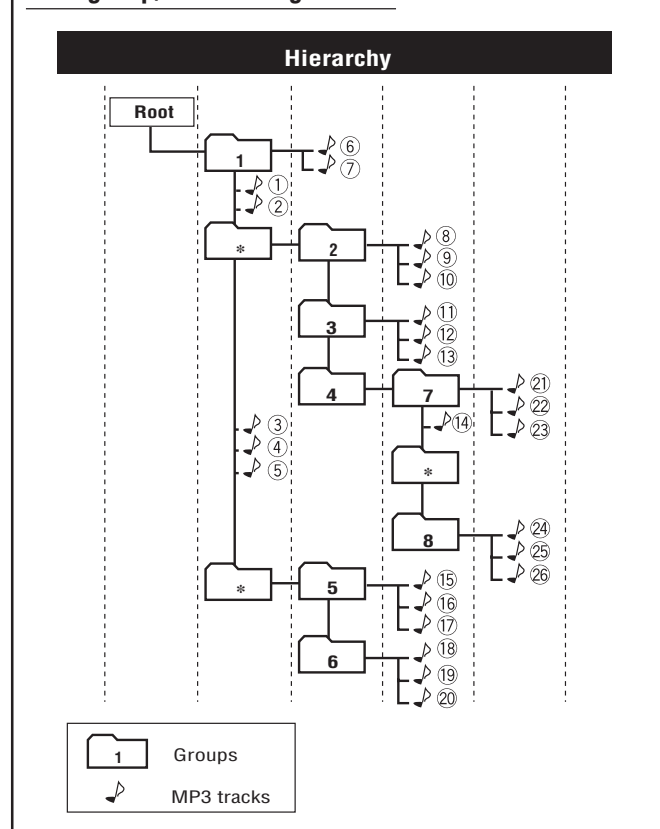 Hierarchy
Root
1 ⑥
⑦
①
②
* 2 ⑧
⑨
⑩
3 ⑪
⑫
⑬
4 7 ㉑
③ ⑭ ㉒
④ ㉓
⑤ *
8 ㉔
㉕
* 5 ⑮ ㉖
⑯
⑰
6 ⑱
⑲
⑳
1 Groups
MP3 tracks